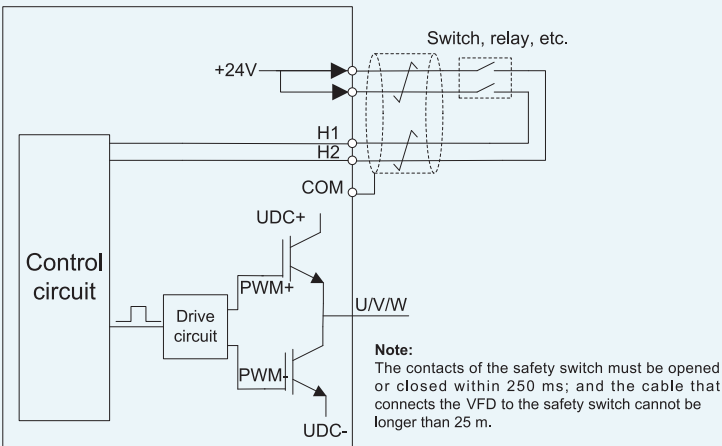 Switch, relay, etc.
+24V
H1
H2
COM
UDC+
Control
circuit
PWM+
U/V/W
Drive
circuit
PWM-
UDC-
Note:
The contacts of the safety switch must be opened
or closed within 250 ms; and the cable that
connects the VFD to the safety switch cannot be
longer than 25 m.